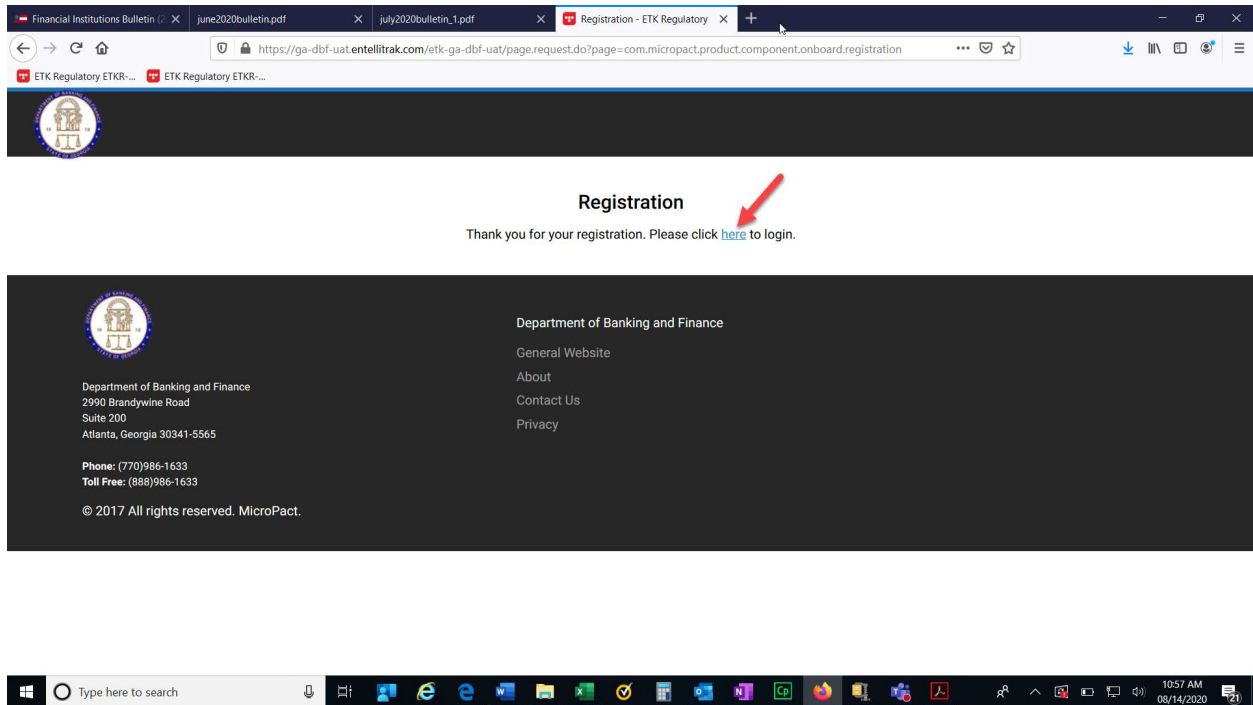 Financial Institutions Bulletin (2
june2020bulletin.pdf
july2020bulletin_1.pdf
Registration - ETK Regulatory
https://ga-dbf-uat.entellitrak.com/etk-ga-dbf-uat/page.request.do?page=com.micropact.product.component.onboard.registration
ETK Regulatory ETKR-...
ETK Regulatory ETKR-...
Registration
Thank you for your registration. Please click here to login.
Department of Banking and Finance
2990 Brandywine Road
Suite 200
Atlanta, Georgia 30341-5565
Phone: (770)986-1633
Toll Free: (888)986-1633
© 2017 All rights reserved. MicroPact.
Department of Banking and Finance
General Website
About
Contact Us
Privacy
Type here to search
10:57 AM
08/14/2020
21